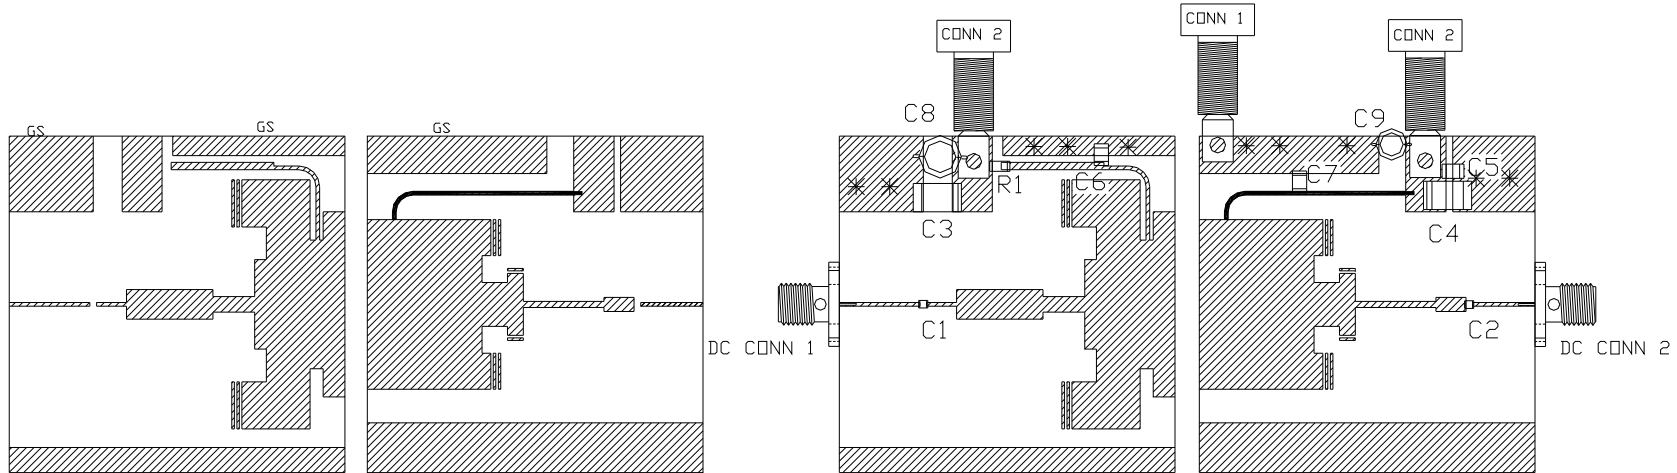 GS
GS
GS
CONN 2
CONN 1
CONN 2
C8
C9
R1
C6
C7
C5
C3
C4
C1
C2
DC CONN 1
DC CONN 2